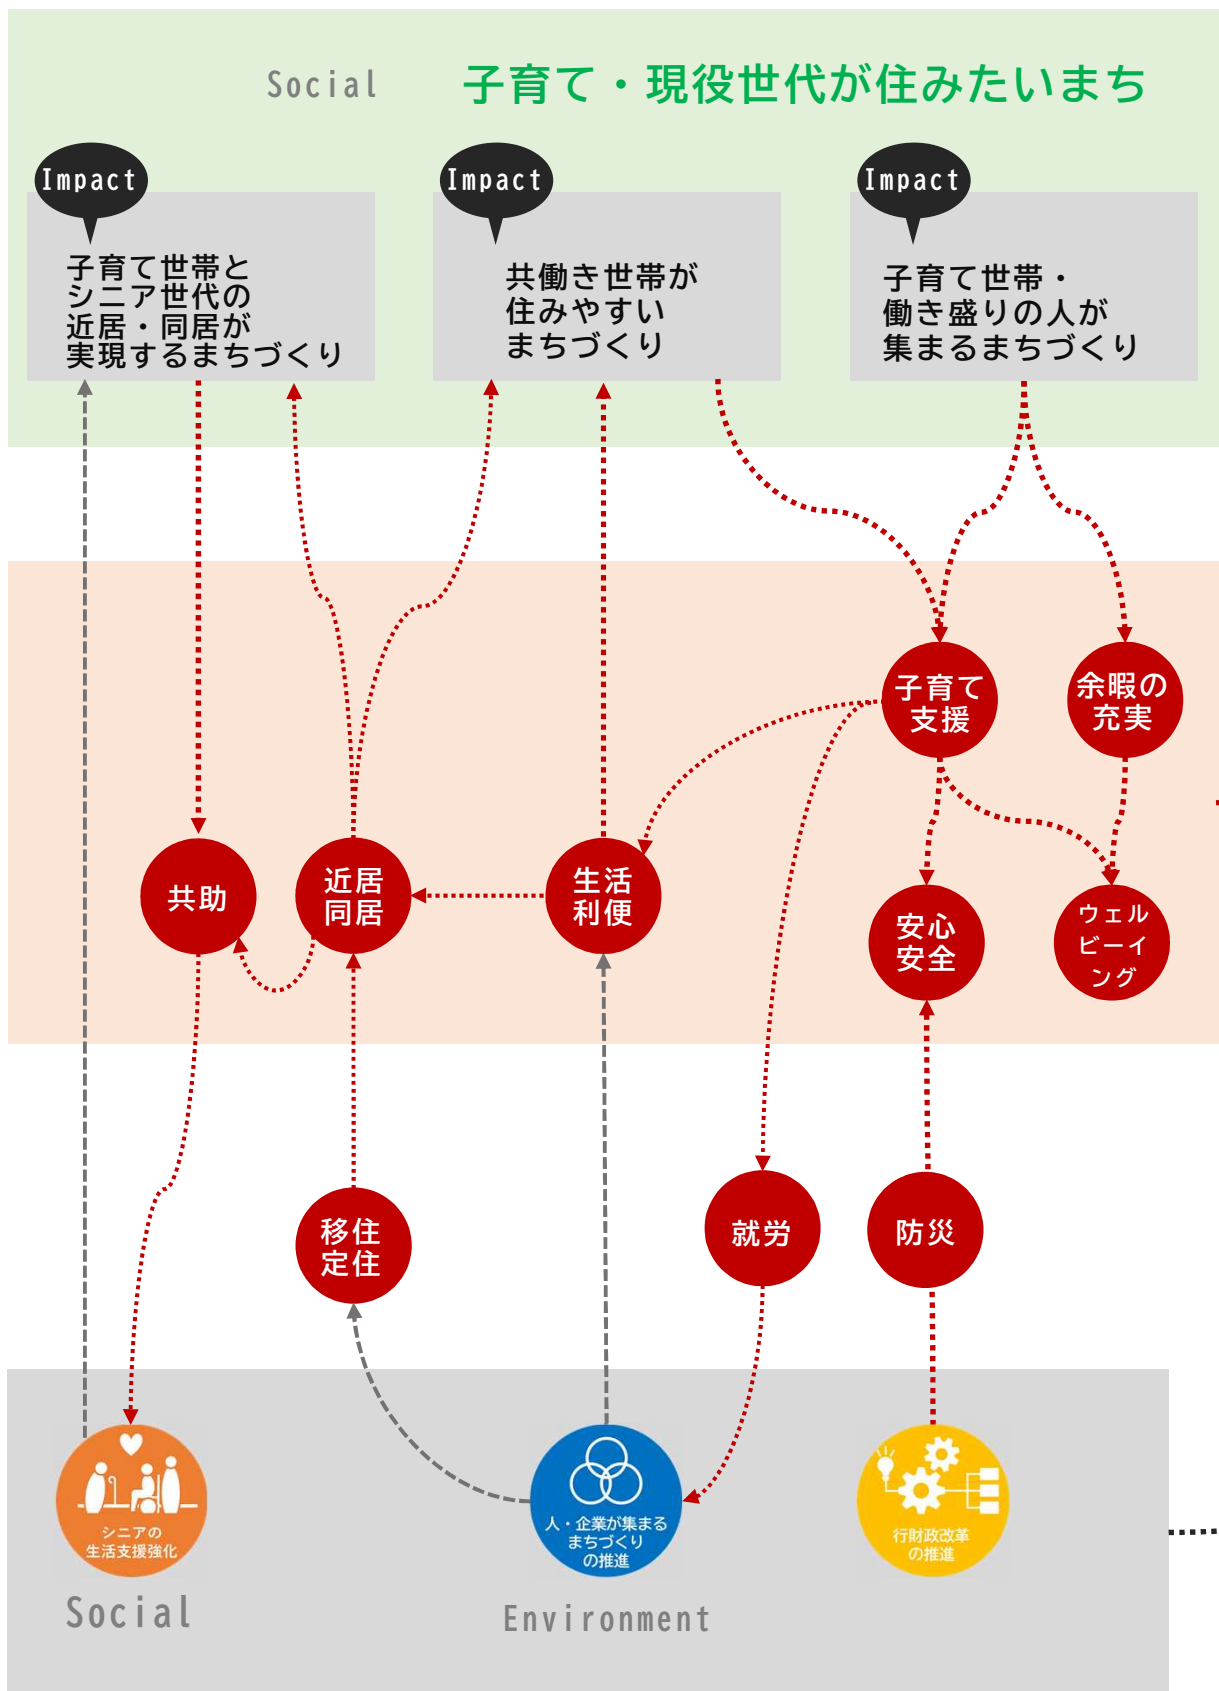 Social
子育て・現役世代が住みたいまち
Impact
子育て世帯と
シニア世代の
近居・同居が
実現するまちづくり
Impact
共働き世帯が
住みやすい
まちづくり
Impact
子育て世帯・
働き盛りの人が
集まるまちづくり
子育て
支援
余暇の
充実
共助
近居
同居
生活
利便
安心
安全
ウェル
ビーイ
ング
移住
定住
就労
防災
シニアの
生活支援強化
人・企業が集まる
まちづくり
の推進
行財政改革
の推進
Social
Environment